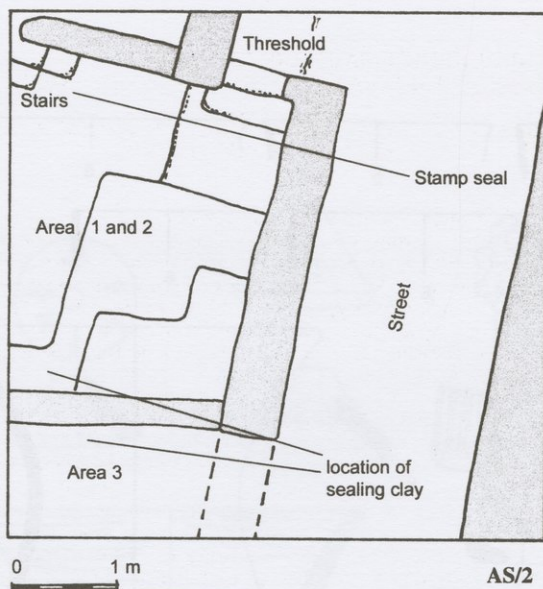 Threshold
Stairs
Stamp seal
Area 1 and 2
Street
location of
sealing clay
Area 3
0 1 m
AS/2